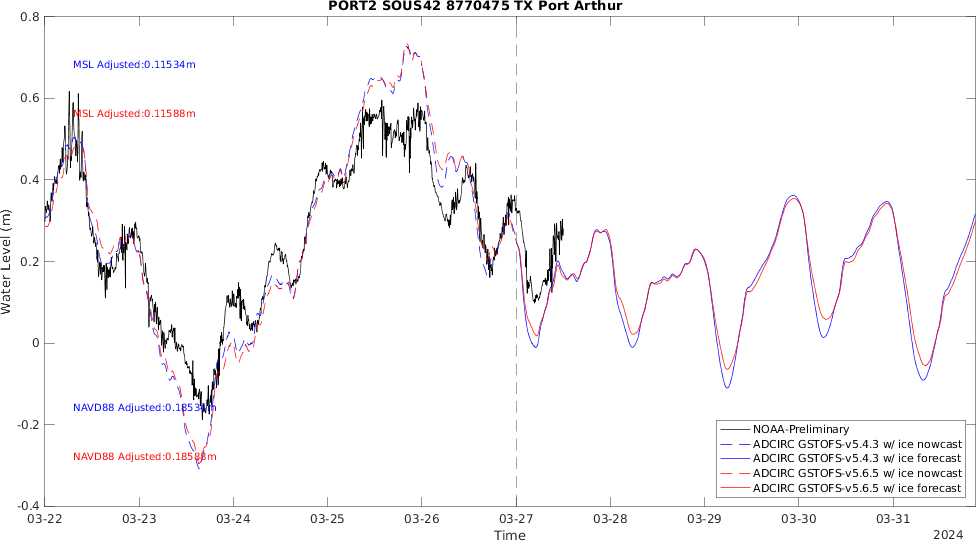 PORT2 SOUS42 8770475 TX Port Arthur
0.8
MSL Adjusted:0.11534m
0.6
MSL Adjusted:0.11588m
0.4
Water Level (m)
0.2
0
NAVD88 Adjusted:0.18534m
-0.2
NAVD88 Adjusted:0.18588m
-0.4
NOAA-Preliminary
ADCIRC GSTOFS-v5.4.3 w/ ice nowcast
ADCIRC GSTOFS-v5.4.3 w/ ice forecast
ADCIRC GSTOFS-v5.6.5 w/ ice nowcast
ADCIRC GSTOFS-v5.6.5 w/ ice forecast
03-22 03-23 03-24 03-25 03-26 03-27 03-28 03-29 03-30 03-31
Time
2024